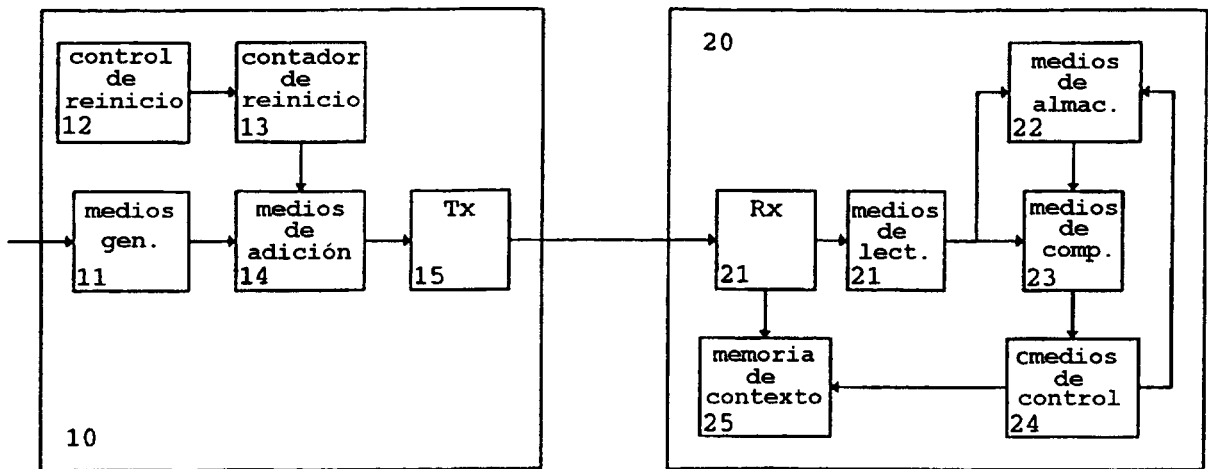 control
de
reinicio
12
contador
de
reinicio
13
medios
gen.
11
medios
de
adición
14
Tx
15
10
20
medios
de
almac.
22
Rx
21
medios
de
lect.
21
medios
de
comp.
23
memoria
de
contexto
25
cmedios
de
control
24